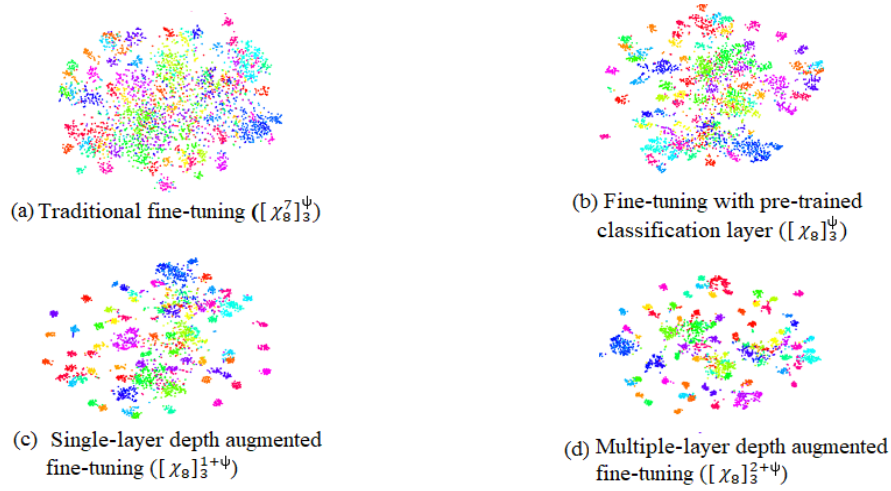 (a) Traditional fine-tuning ([ χ₈⁷]₃^ψ)
(b) Fine-tuning with pre-trained
classification layer ([ χ₈]₃^ψ)
(c) Single-layer depth augmented
fine-tuning ([ χ₈]₃^{1+ψ})
(d) Multiple-layer depth augmented
fine-tuning ([ χ₈]₃^{2+ψ})